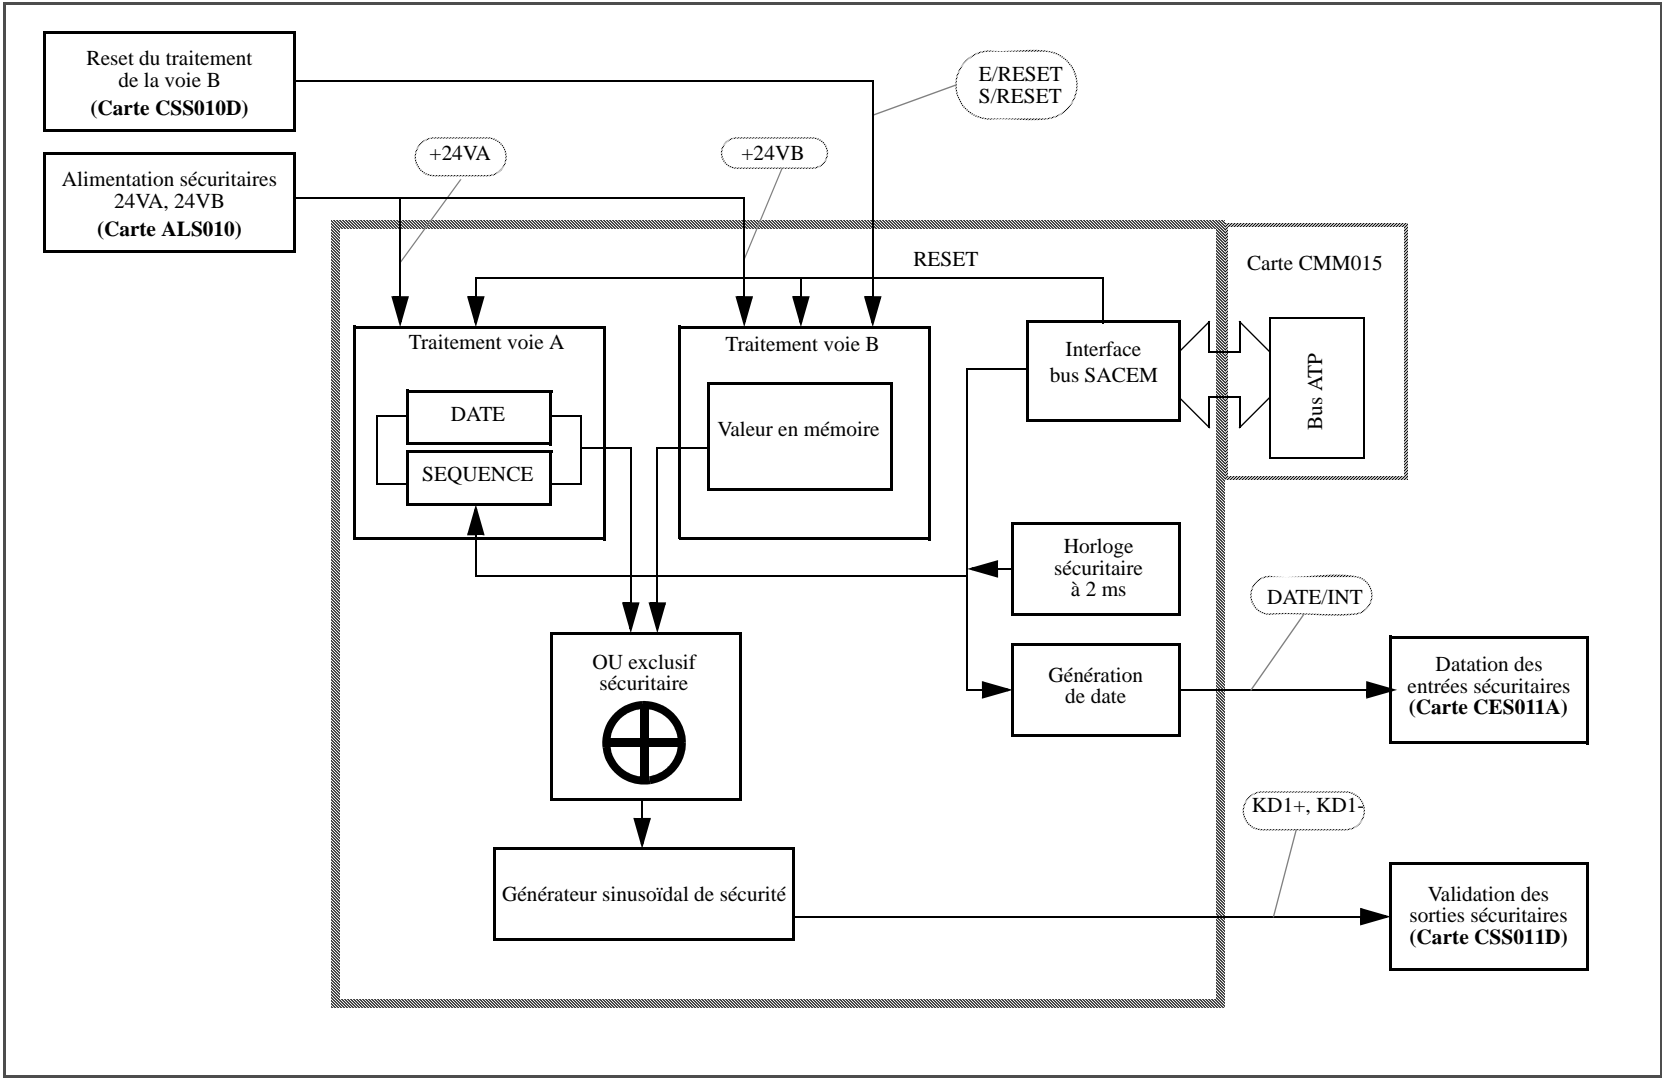 Reset du traitement
de la voie B
(Carte CSS010D)
E/RESET
S/RESET
+24VA
+24VB
Alimentation sécuritaires
24VA, 24VB
(Carte ALS010)
RESET
Carte CMM015
Traitement voie A
Traitement voie B
Interface
bus SACEM
Bus ATP
DATE
SEQUENCE
Valeur en mémoire
Horloge
sécuritaire
à 2 ms
DATE/INT
OU exclusif
sécuritaire
Génération
de date
Datation des
entrées sécuritaires
(Carte CES011A)
KD1+, KD1-
Générateur sinusoïdal de sécurité
Validation des
sorties sécuritaires
(Carte CSS011D)